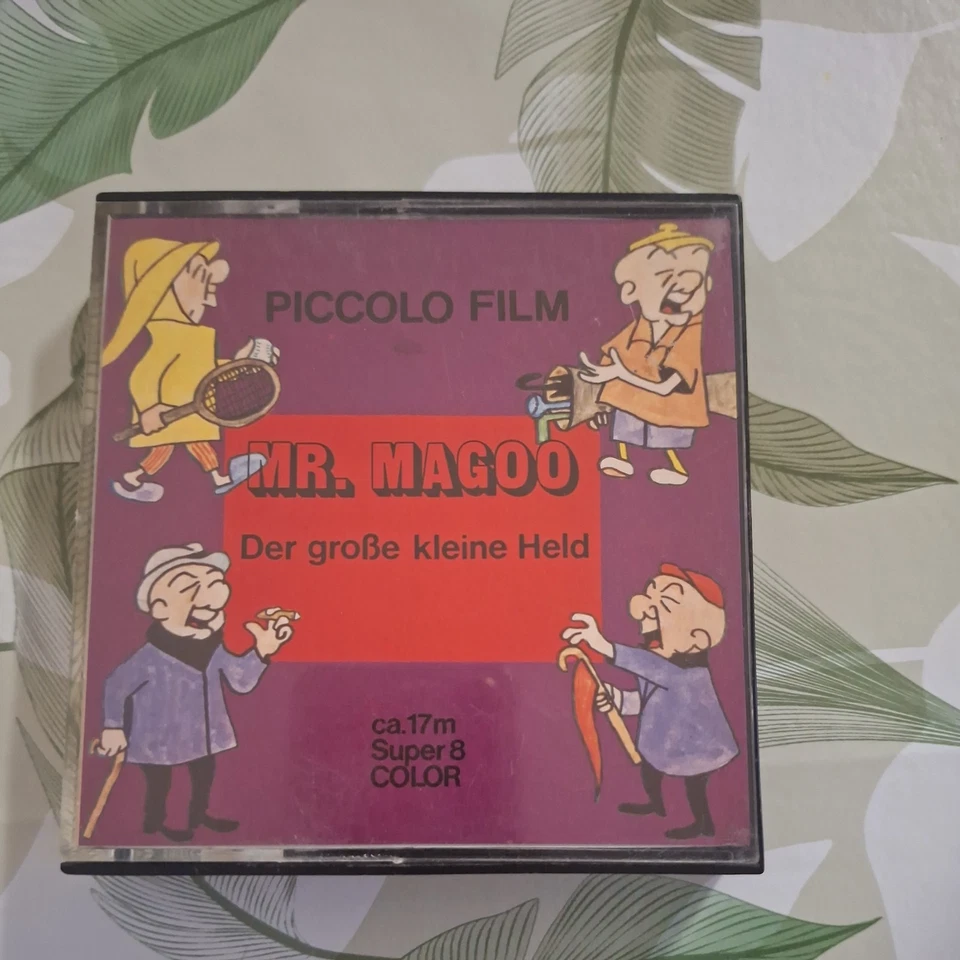 PICCOLO FILM
MR. MAGOO
Der große kleine Held
ca.17m
Super 8
COLOR